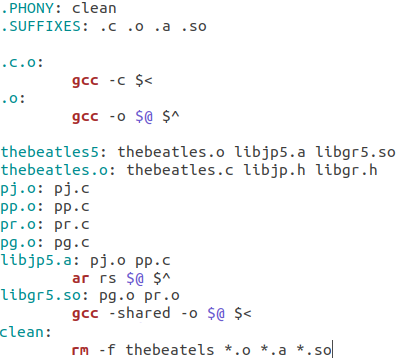 .PHONY: clean
.SUFFIXES: .c .o .a .so
.c.o:
gcc -c $<
.o:
gcc -o $@ $^
thebeatles5: thebeatles.o libjp5.a libgr5.so
thebeatles.o: thebeatles.c libjp.h libgr.h
pj.o: pj.c
pp.o: pp.c
pr.o: pr.c
pg.o: pg.c
libjp5.a: pj.o pp.c
ar rs $@ $^
libgr5.so: pg.o pr.o
gcc -shared -o $@ $<
clean:
rm -f thebeatels *.o *.a *.so